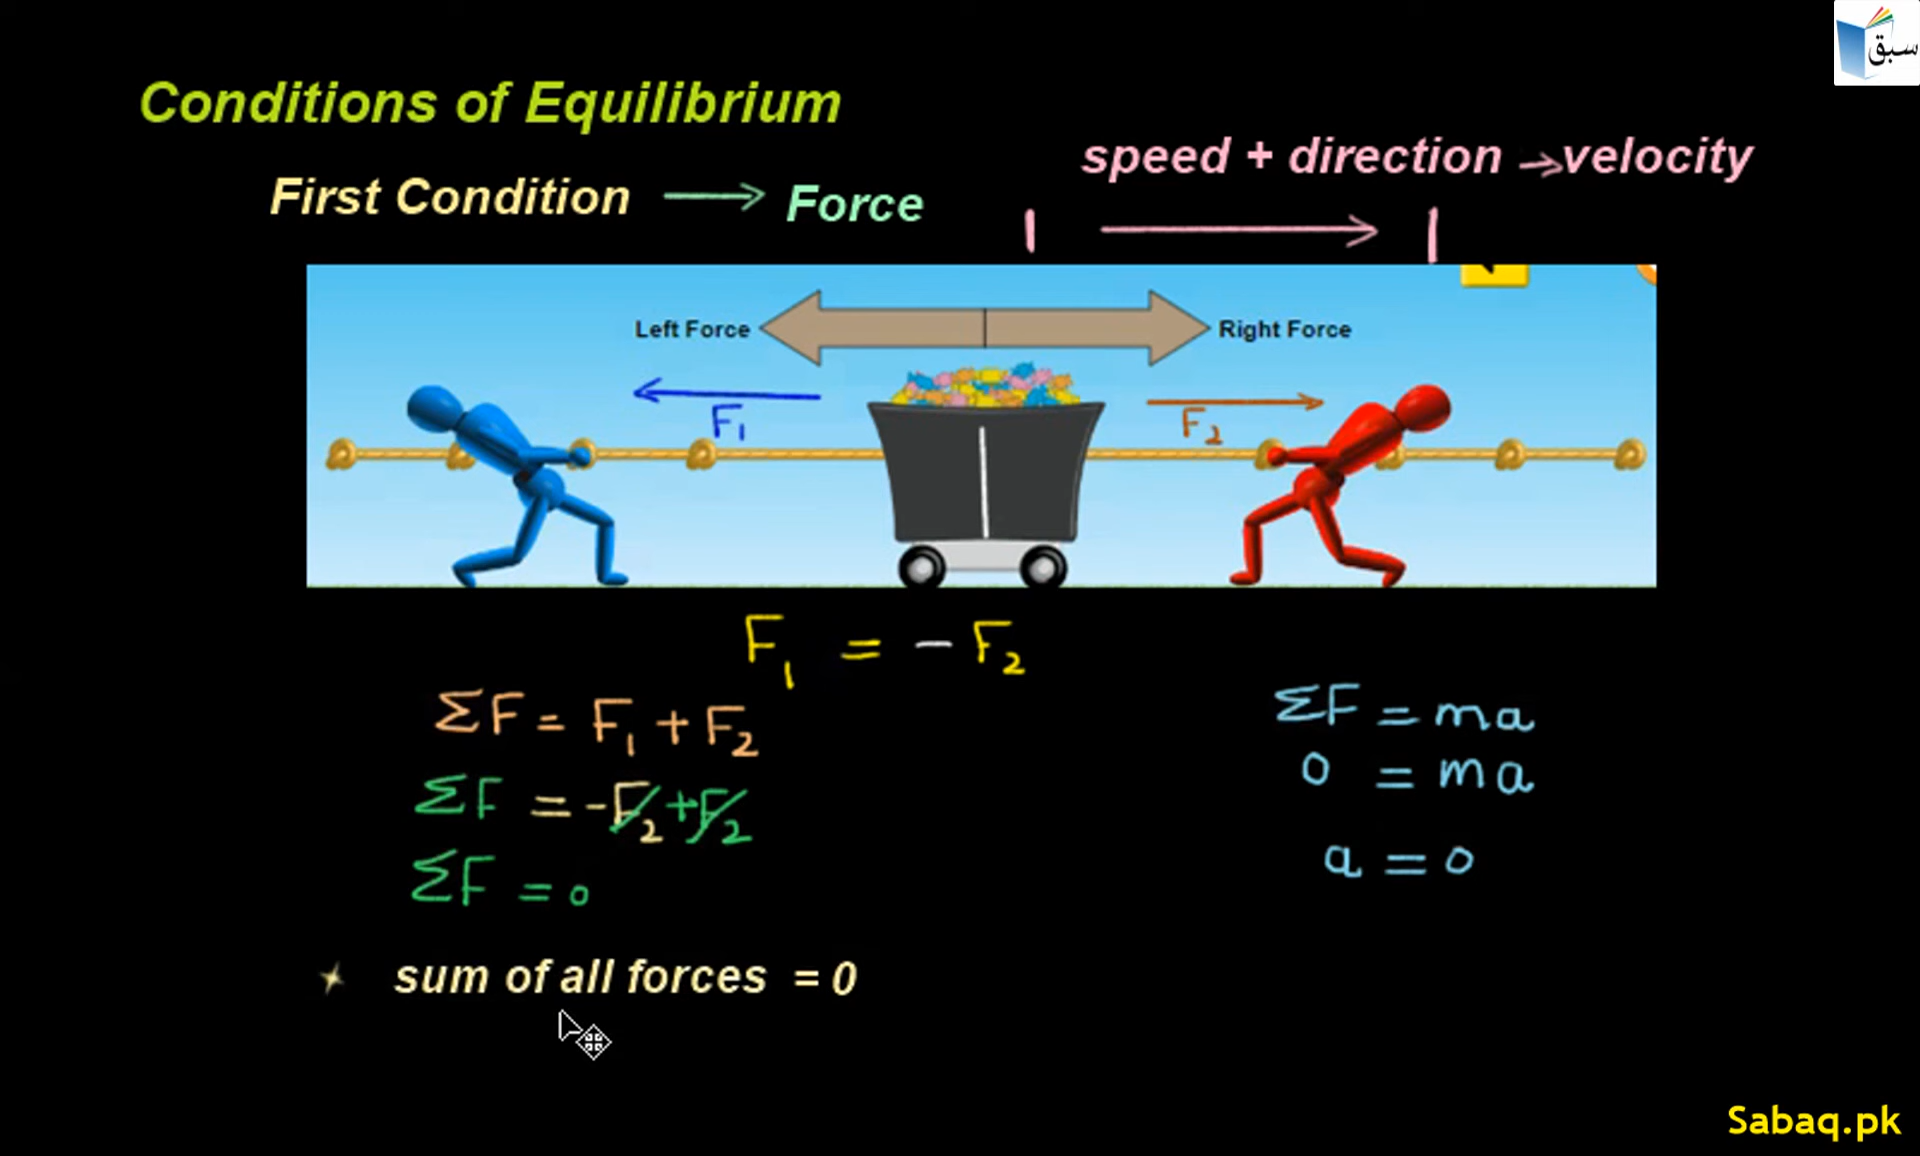 سبق
Conditions of Equilibrium
speed + direction → velocity
First Condition → Force
Left Force
Right Force
F₁
F₂
F₁ = - F₂
ΣF = F₁ + F₂
ΣF = -F₂ + F₂
ΣF = 0
ΣF = ma
0 = ma
a = 0
sum of all forces = 0
Sabaq.pk